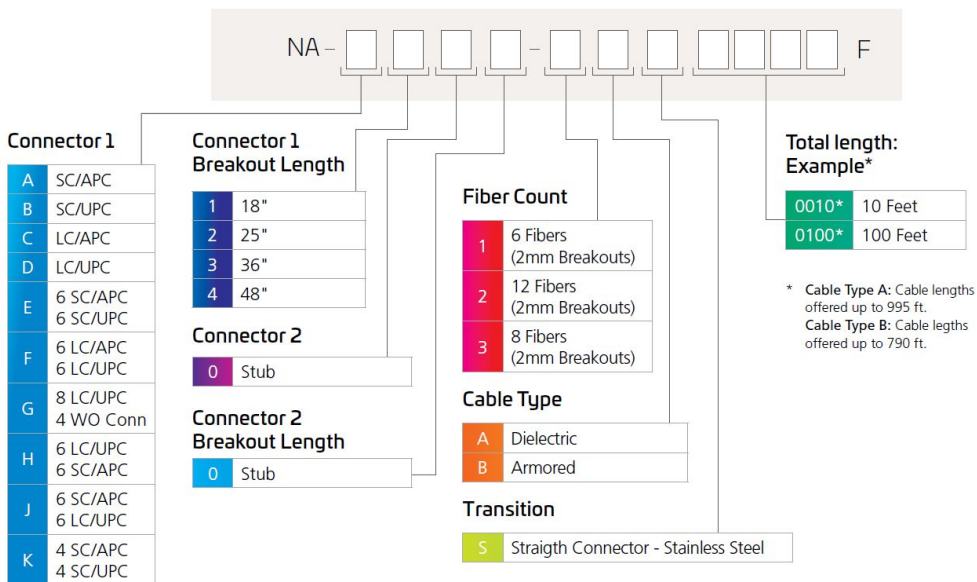 NA- - F
Connector 1
A SC/APC
B SC/UPC
C LC/APC
D LC/UPC
E 6 SC/APC
6 SC/UPC
F 6 LC/APC
6 LC/UPC
G 8 LC/UPC
4 WO Conn
H 6 LC/UPC
6 SC/APC
J 6 SC/APC
6 LC/UPC
K 4 SC/APC
4 SC/UPC
Connector 1
Breakout Length
1 18"
2 25"
3 36"
4 48"
Connector 2
0 Stub
Connector 2
Breakout Length
0 Stub
Fiber Count
1 6 Fibers
(2mm Breakouts)
2 12 Fibers
(2mm Breakouts)
3 8 Fibers
(2mm Breakouts)
Cable Type
A Dielectric
B Armored
Transition
S Straigth Connector - Stainless Steel
Total length:
Example*
0010* 10 Feet
0100* 100 Feet
* Cable Type A: Cable lengths
offered up to 995 ft.
Cable Type B: Cable legths
offered up to 790 ft.